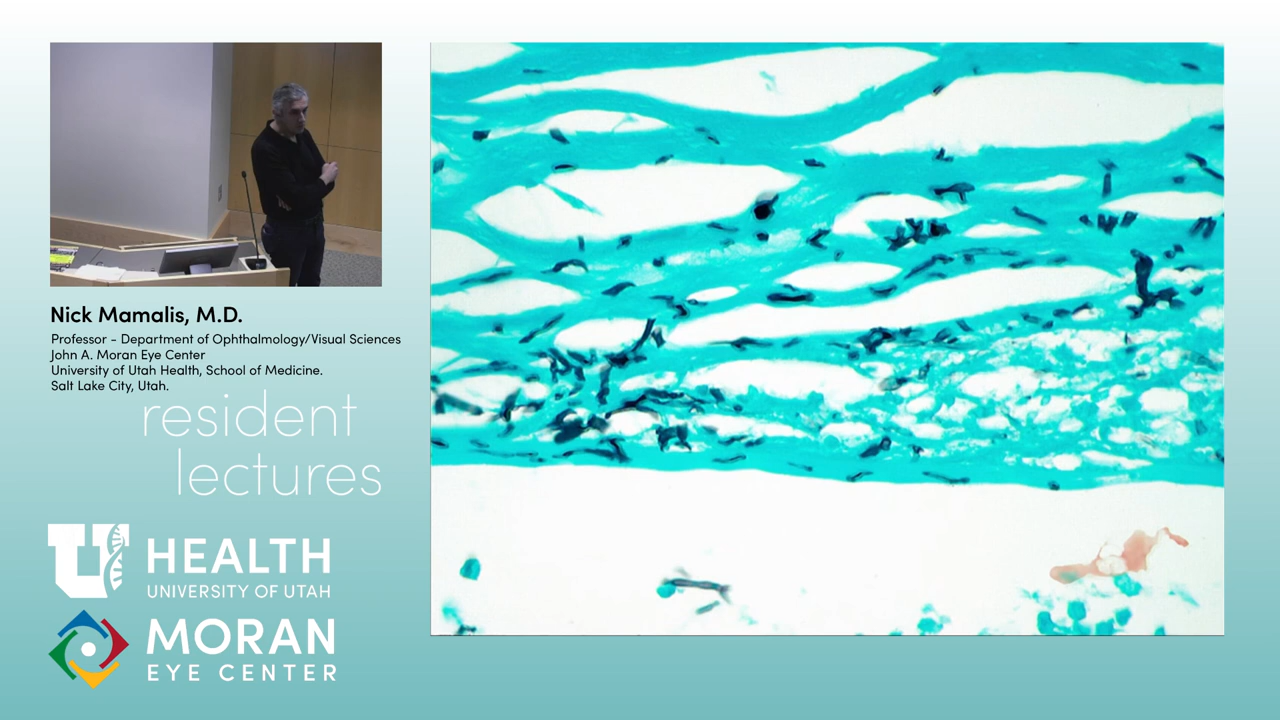 Nick Mamalis, M.D.
Professor - Department of Ophthalmology/Visual Sciences
John A. Moran Eye Center
University of Utah Health, School of Medicine.
Salt Lake City, Utah.
resident
lectures
U HEALTH
UNIVERSITY OF UTAH
MORAN
EYE CENTER